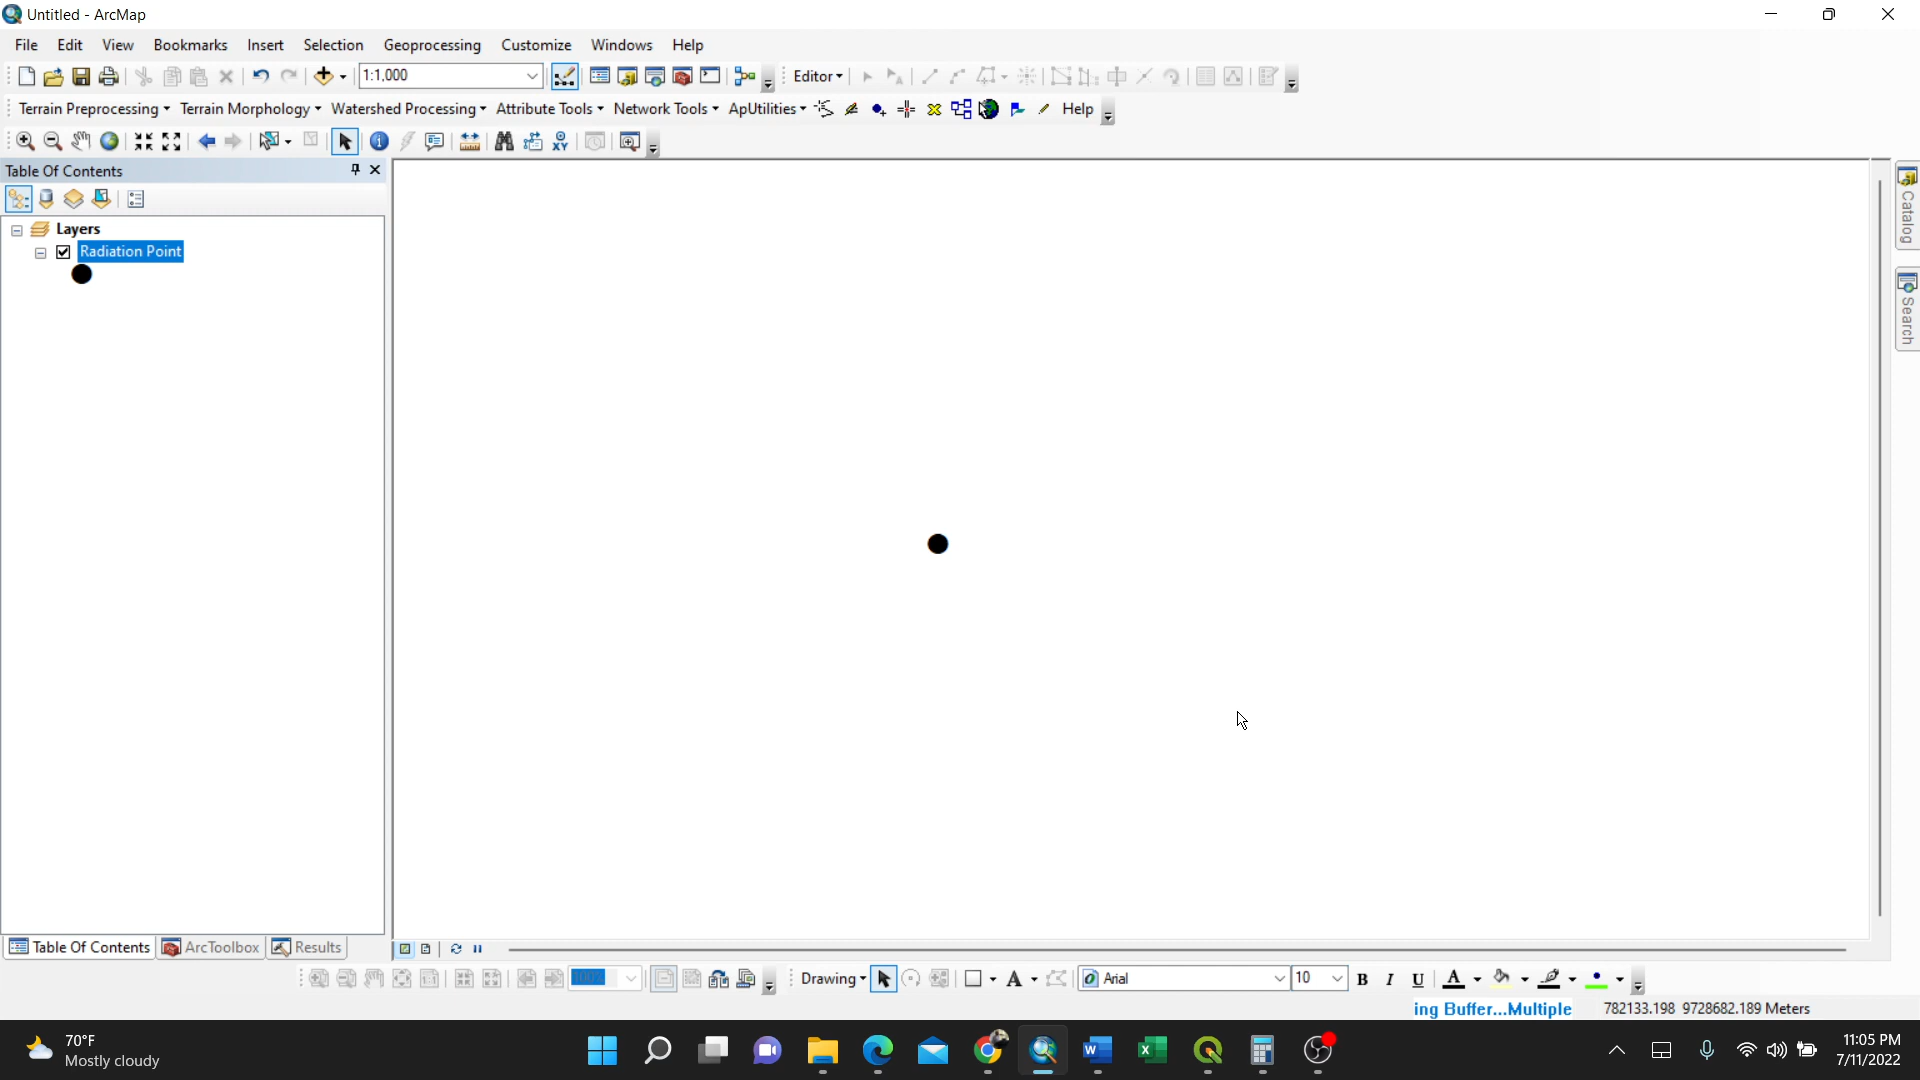 Untitled - ArcMap
File Edit View Bookmarks Insert Selection Geoprocessing Customize Windows Help
1:1,000 Editor
Terrain Preprocessing Terrain Morphology Watershed Processing Attribute Tools Network Tools ApUtilities Help
XY
Table Of Contents
Layers
Radiation Point
Catalog
Search
Table Of Contents ArcToolbox Results
100% Drawing A Arial 10 B I U A
ing Buffer...Multiple 782133.198 9728682.189 Meters
70°F
Mostly cloudy
11:05 PM
7/11/2022